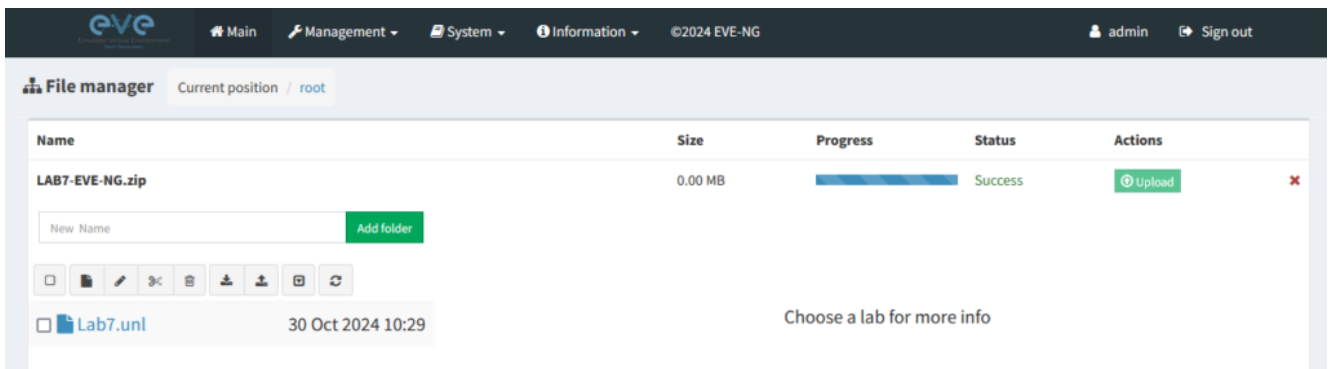 eve
Main Management System Information ©2024 EVE-NG admin Sign out
File manager Current position / root
Name Size Progress Status Actions
LAB7-EVE-NG.zip 0.00 MB Success Upload
New Name Add folder
Lab7.unl 30 Oct 2024 10:29
Choose a lab for more info